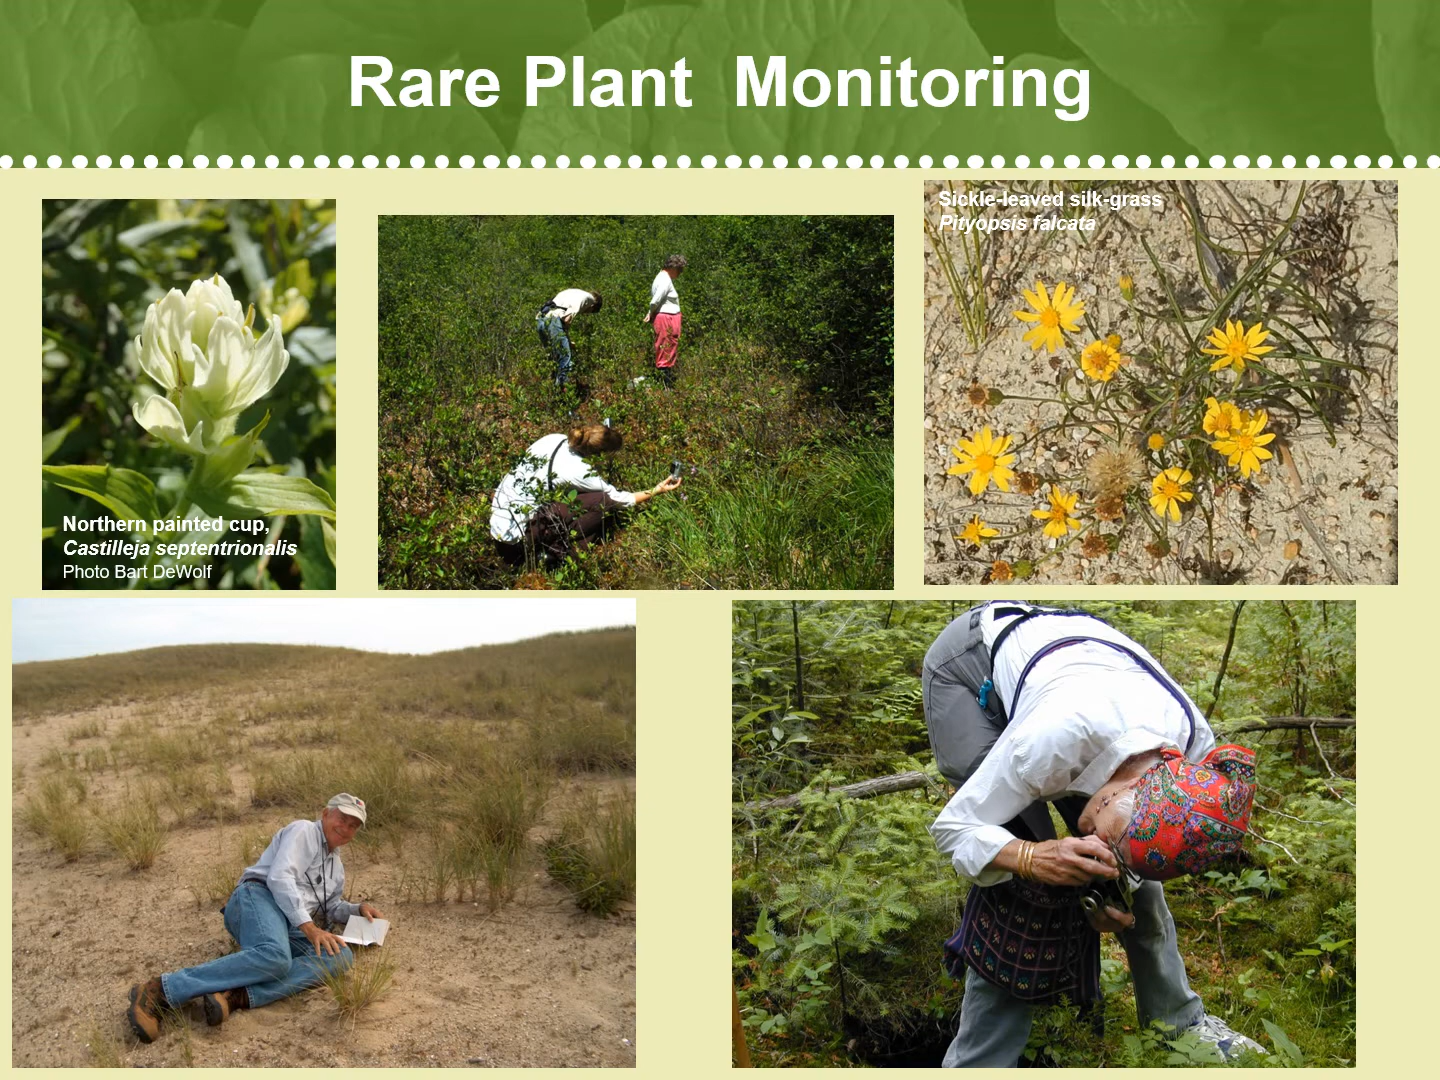 Rare Plant  Monitoring
Northern painted cup,
Castilleja septentrionalis
Photo Bart DeWolf
Sickle-leaved silk-grass
Pityopsis falcata